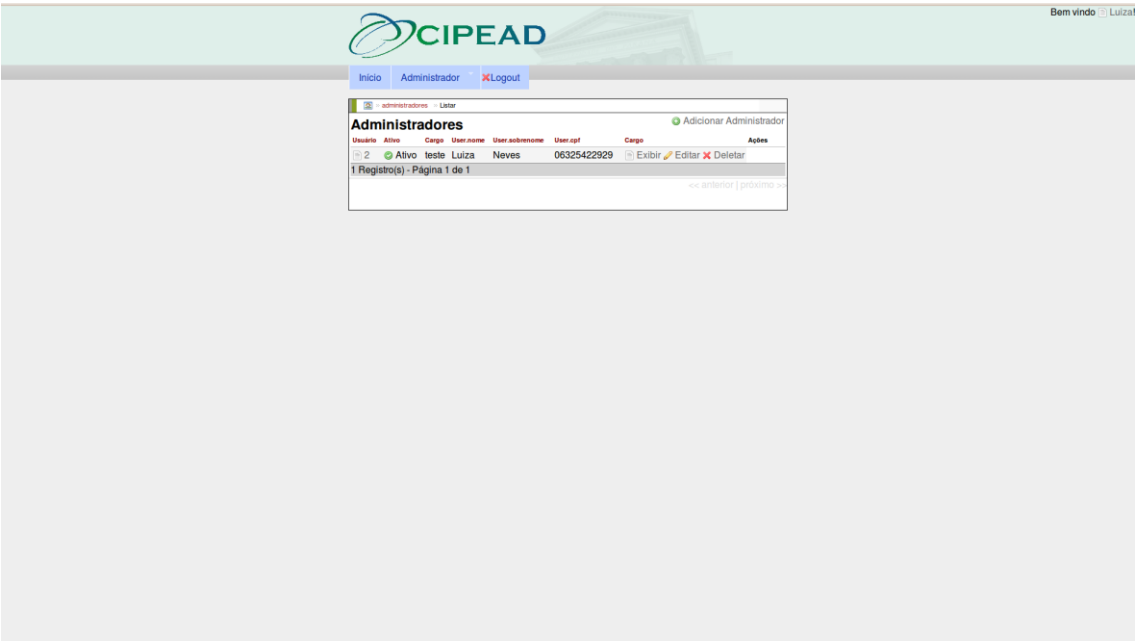 Bem vindo Luiza!
CIPEAD
Início Administrador Logout
» administradores » Listar
Administradores
Adicionar Administrador
Usuário Ativo Cargo User.nome User.sobrenome User.cpf Cargo Ações
2 Ativo teste Luiza Neves 06325422929 Exibir Editar Deletar
1 Registro(s) - Página 1 de 1
<< anterior | próximo >>